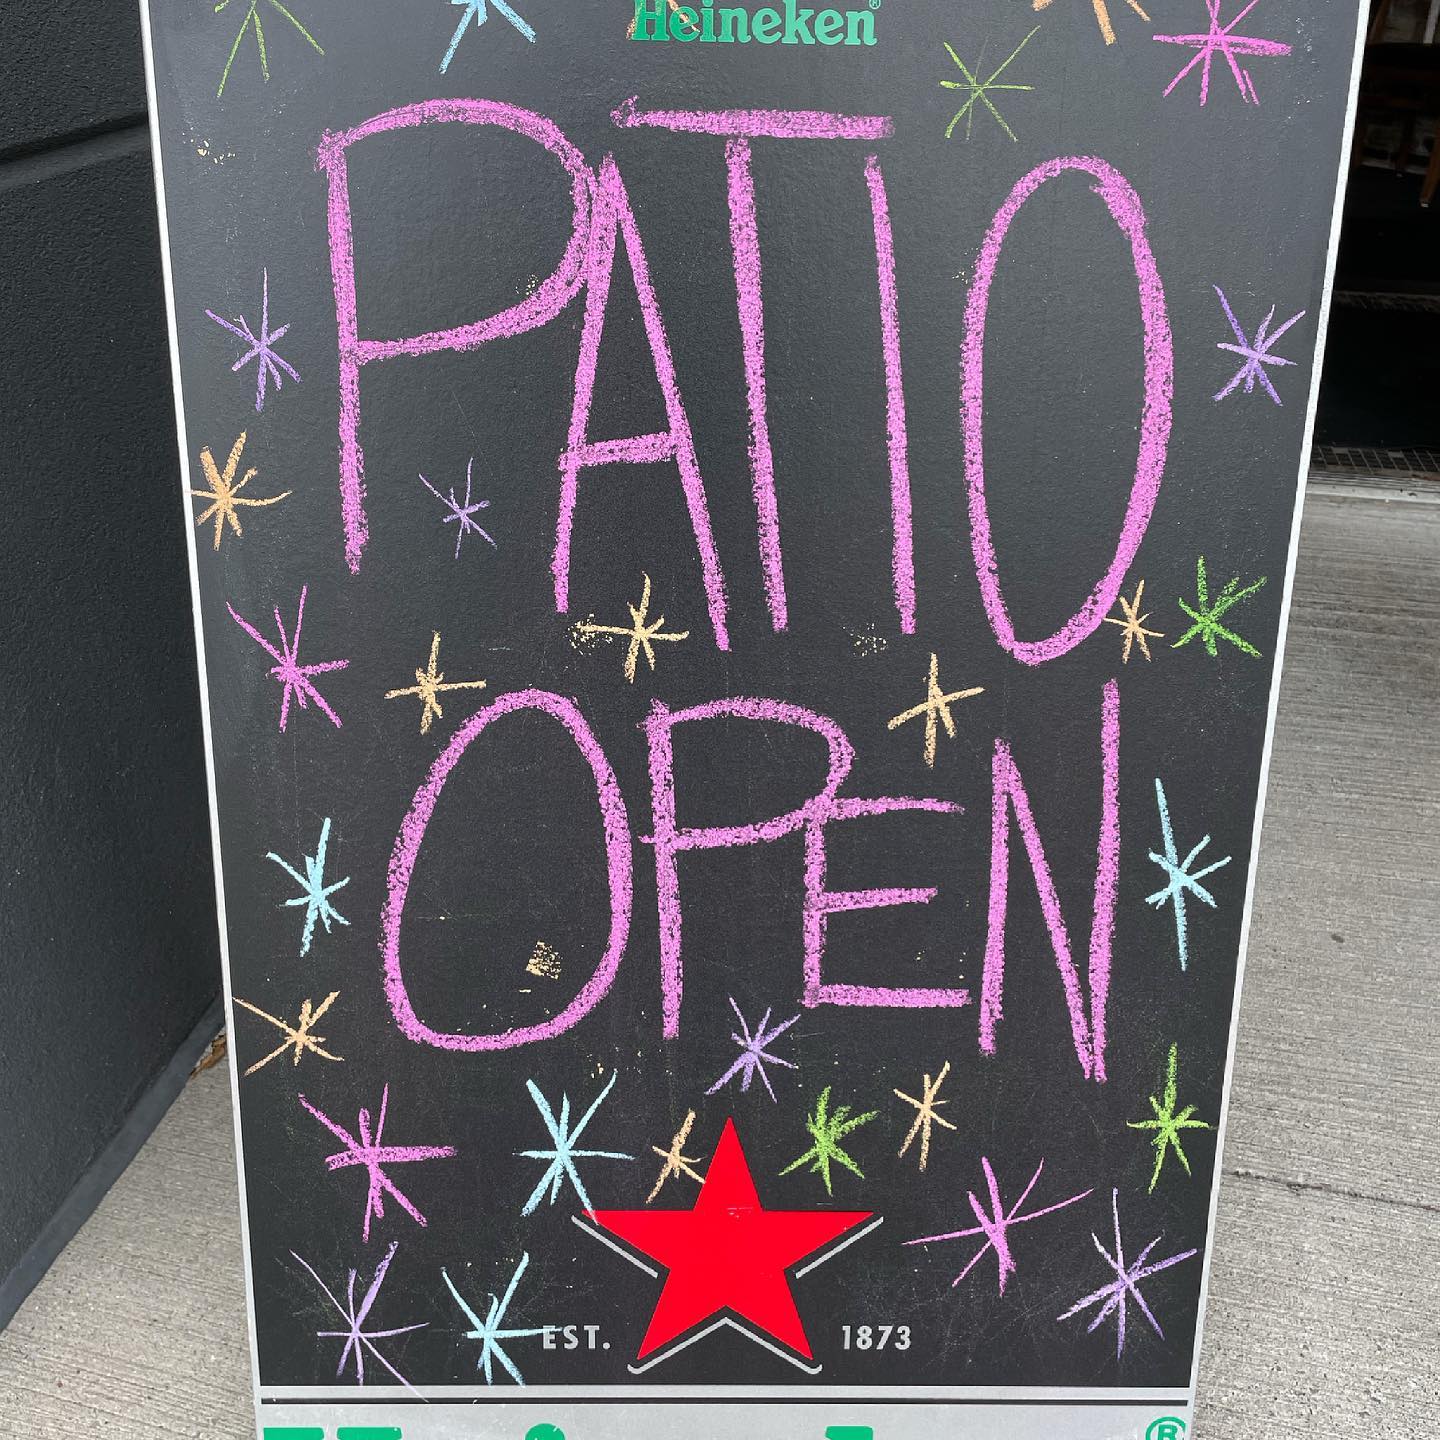 Heineken®
PATIO
OPEN
EST. 1873
®